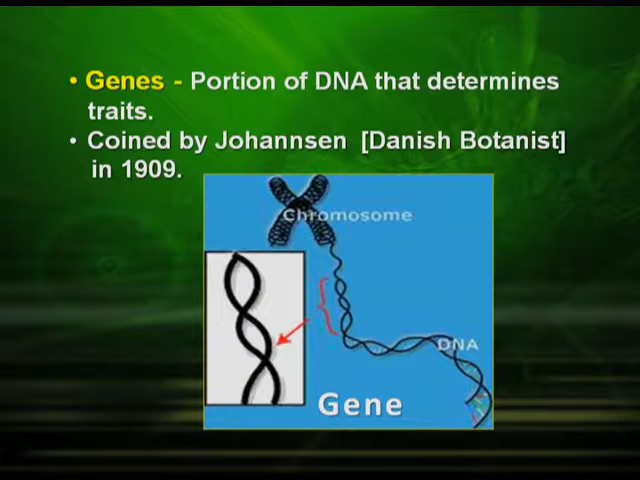 • Genes - Portion of DNA that determines
traits.
• Coined by Johannsen [Danish Botanist]
in 1909.
Chromosome
DNA
Gene